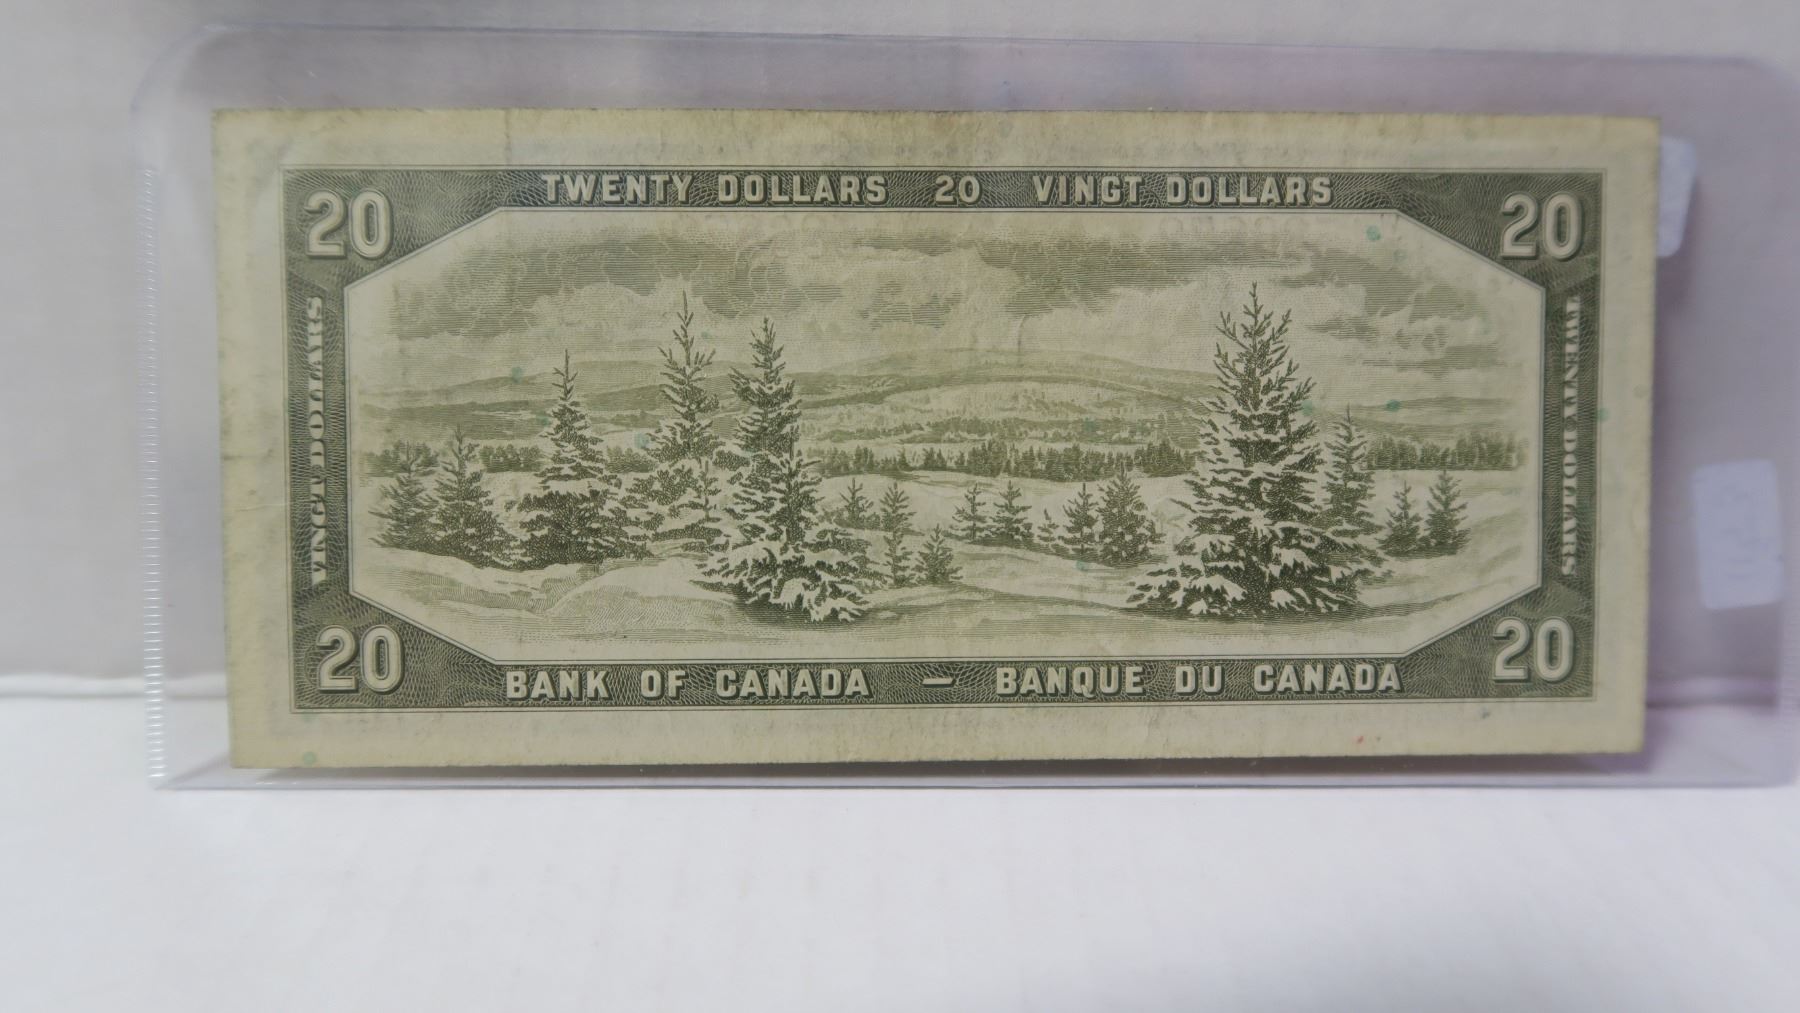 TWENTY DOLLARS 20 VINGT DOLLARS
20
20
VINGT DOLLARS
TWENTY DOLLARS
20
20
BANK OF CANADA — BANQUE DU CANADA